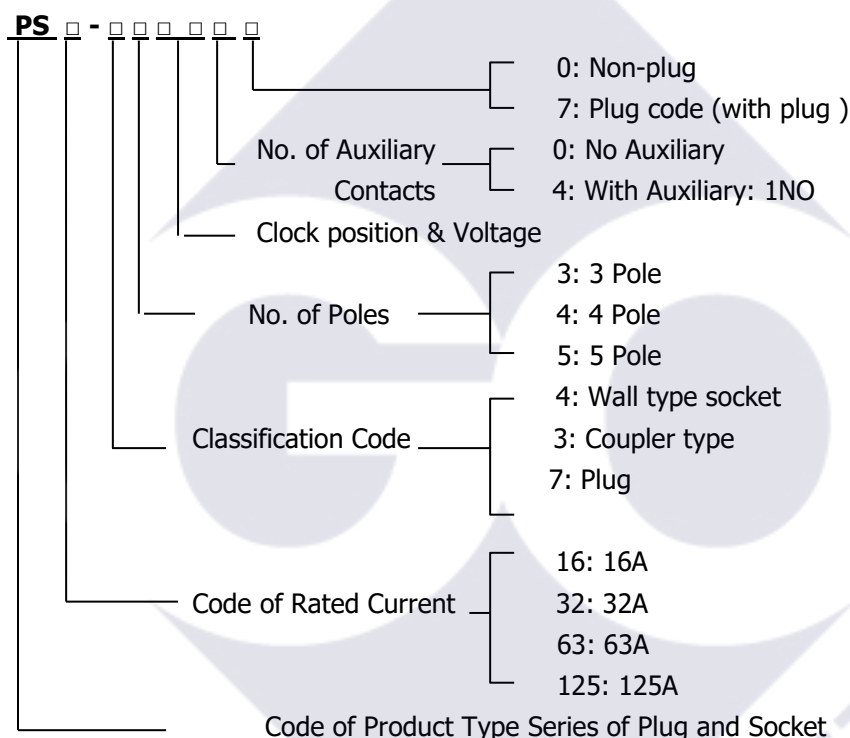 PS □ - □ □ □ □ □ □
0: Non-plug
7: Plug code (with plug )
No. of Auxiliary 0: No Auxiliary
Contacts 4: With Auxiliary: 1NO
Clock position & Voltage
3: 3 Pole
No. of Poles 4: 4 Pole
5: 5 Pole
4: Wall type socket
Classification Code 3: Coupler type
7: Plug
16: 16A
Code of Rated Current 32: 32A
63: 63A
125: 125A
Code of Product Type Series of Plug and Socket